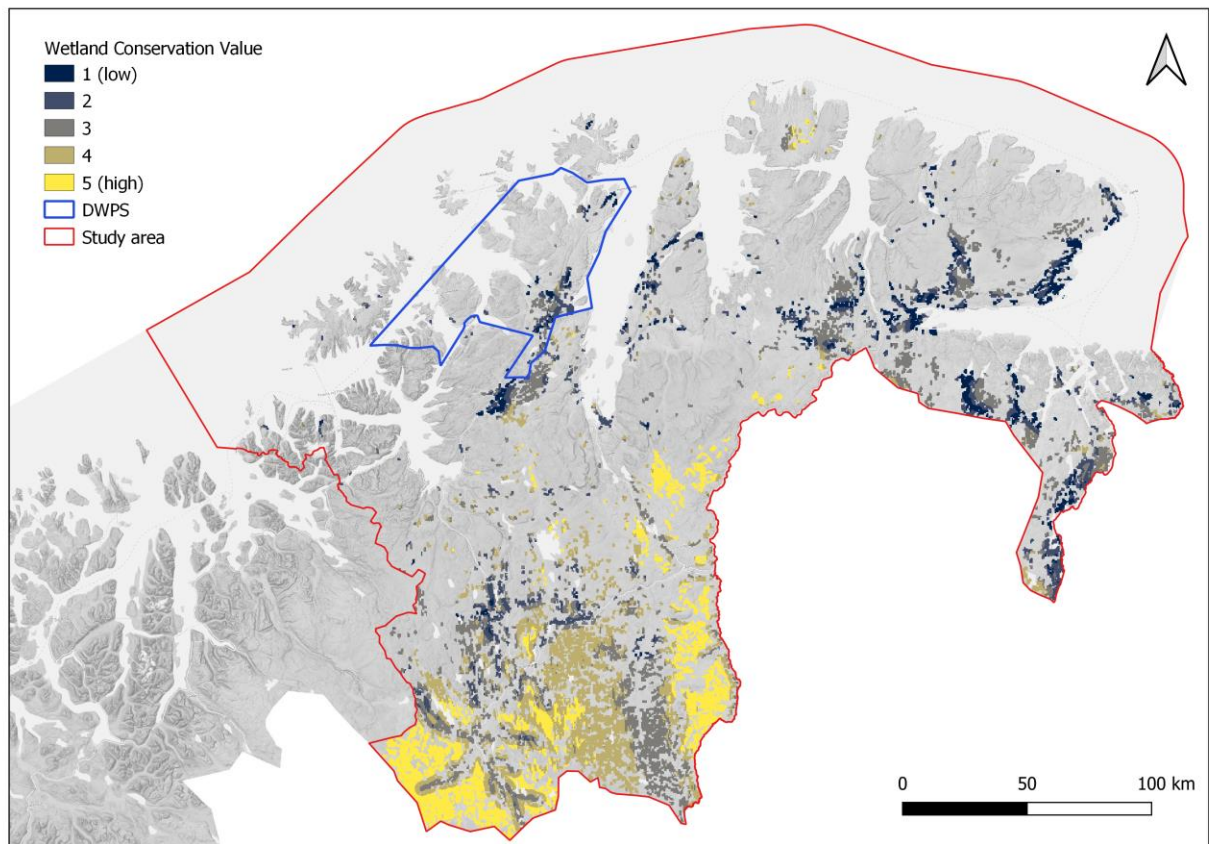 Wetland Conservation Value
1 (low)
2
3
4
5 (high)
DWPS
Study area
0 50 100 km